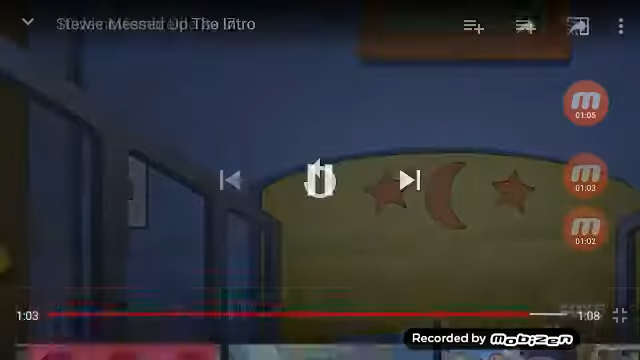 Stewie Messed Up The Intro
01:05
01:03
01:02
1:03
1:08
Recorded by mobizen